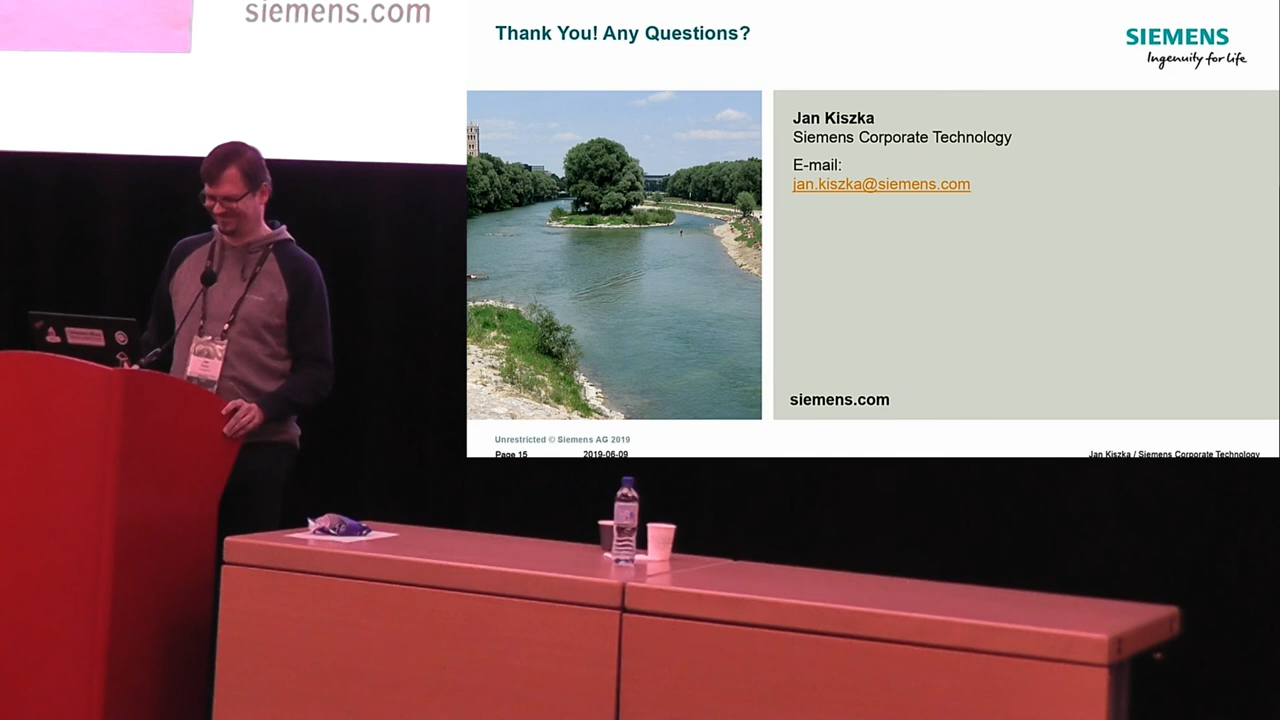 siemens.com
Thank You! Any Questions?
SIEMENS
Ingenuity for life
Jan Kiszka
Siemens Corporate Technology
E-mail:
jan.kiszka@siemens.com
siemens.com
Unrestricted © Siemens AG 2019
Page 15
2019-06-09
Jan Kiszka / Siemens Corporate Technology